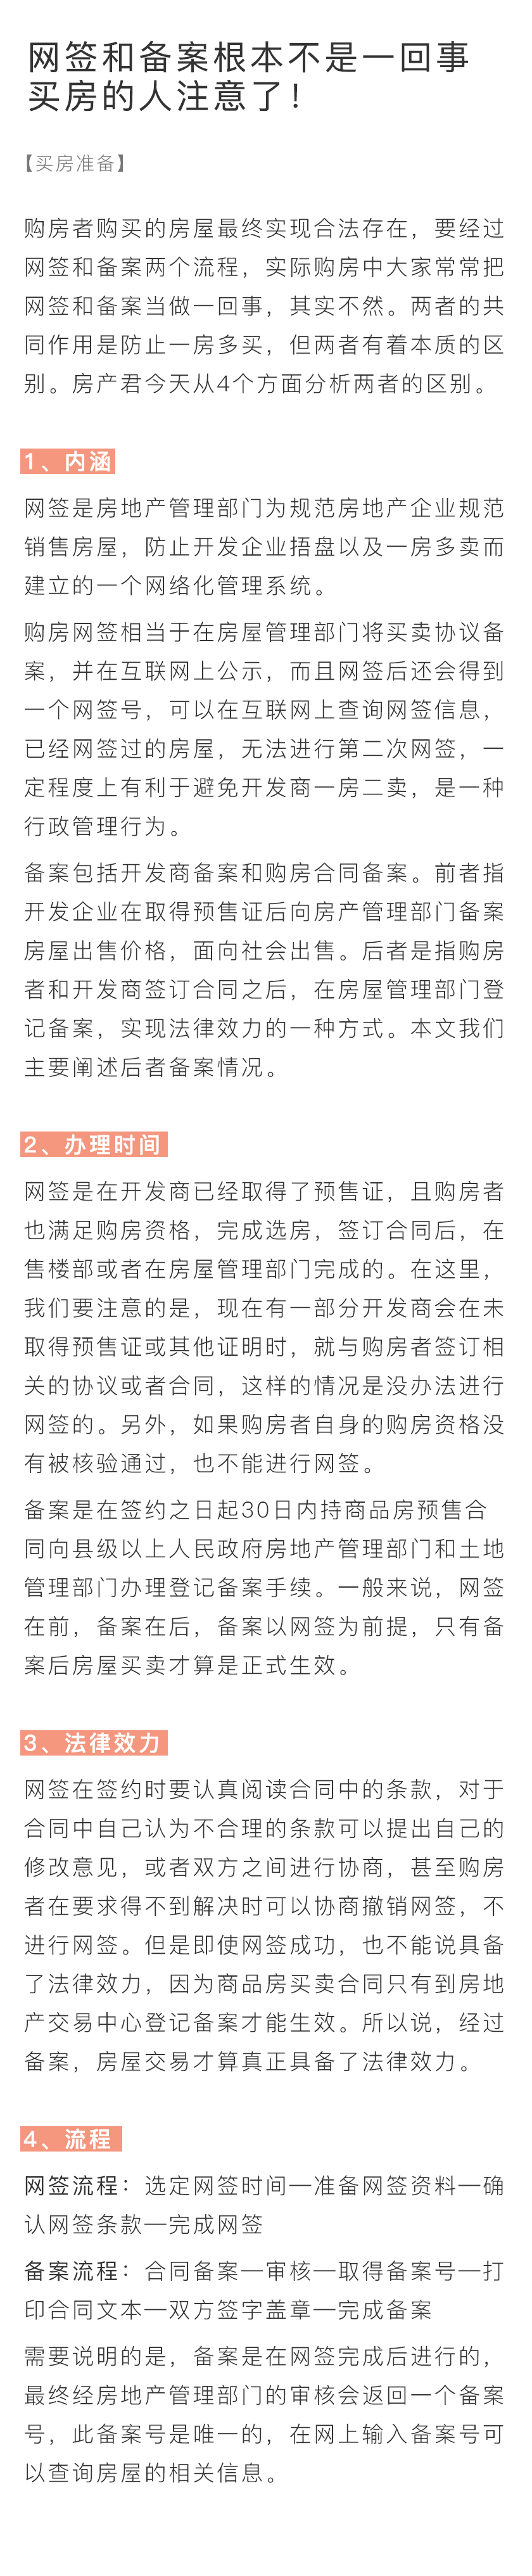 网签和备案根本不是一回事
买房的人注意了！
【买房准备】
购房者购买的房屋最终实现合法存在，要经过
网签和备案两个流程，实际购房中大家常常把
网签和备案当做一回事，其实不然。两者的共
同作用是防止一房多买，但两者有着本质的区
别。房产君今天从4个方面分析两者的区别。
1、内涵
网签是房地产管理部门为规范房地产企业规范
销售房屋，防止开发企业捂盘以及一房多卖而
建立的一个网络化管理系统。
购房网签相当于在房屋管理部门将买卖协议备
案，并在互联网上公示，而且网签后还会得到
一个网签号，可以在互联网上查询网签信息，
已经网签过的房屋，无法进行第二次网签，一
定程度上有利于避免开发商一房二卖，是一种
行政管理行为。
备案包括开发商备案和购房合同备案。前者指
开发企业在取得预售证后向房产管理部门备案
房屋出售价格，面向社会出售。后者是指购房
者和开发商签订合同之后，在房屋管理部门登
记备案，实现法律效力的一种方式。本文我们
主要阐述后者备案情况。
2、办理时间
网签是在开发商已经取得了预售证，且购房者
也满足购房资格，完成选房，签订合同后，在
售楼部或者在房屋管理部门完成的。在这里，
我们要注意的是，现在有一部分开发商会在未
取得预售证或其他证明时，就与购房者签订相
关的协议或者合同，这样的情况是没办法进行
网签的。另外，如果购房者自身的购房资格没
有被核验通过，也不能进行网签。
备案是在签约之日起30日内持商品房预售合
同向县级以上人民政府房地产管理部门和土地
管理部门办理登记备案手续。一般来说，网签
在前，备案在后，备案以网签为前提，只有备
案后房屋买卖才算是正式生效。
3、法律效力
网签在签约时要认真阅读合同中的条款，对于
合同中自己认为不合理的条款可以提出自己的
修改意见，或者双方之间进行协商，甚至购房
者在要求得不到解决时可以协商撤销网签，不
进行网签。但是即使网签成功，也不能说具备
了法律效力，因为商品房买卖合同只有到房地
产交易中心登记备案才能生效。所以说，经过
备案，房屋交易才算真正具备了法律效力。
4、流程
网签流程：选定网签时间—准备网签资料—确
认网签条款—完成网签
备案流程：合同备案—审核—取得备案号—打
印合同文本—双方签字盖章—完成备案
需要说明的是，备案是在网签完成后进行的，
最终经房地产管理部门的审核会返回一个备案
号，此备案号是唯一的，在网上输入备案号可
以查询房屋的相关信息。